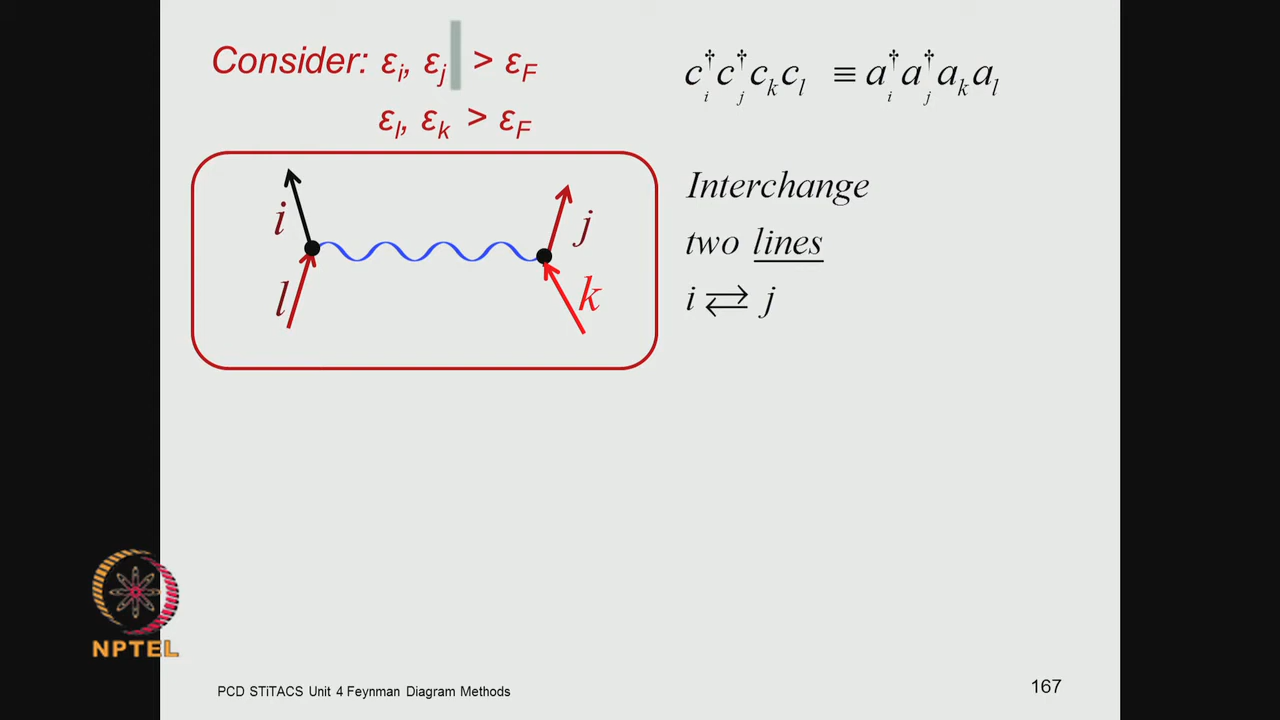 Consider: εi, εj > εF
εl, εk > εF
c†i c†j ck cl ≡ a†i a†j ak al
i
j
l
k
Interchange
two lines
i ⇄ j
NPTEL
PCD STiTACS Unit 4 Feynman Diagram Methods
167